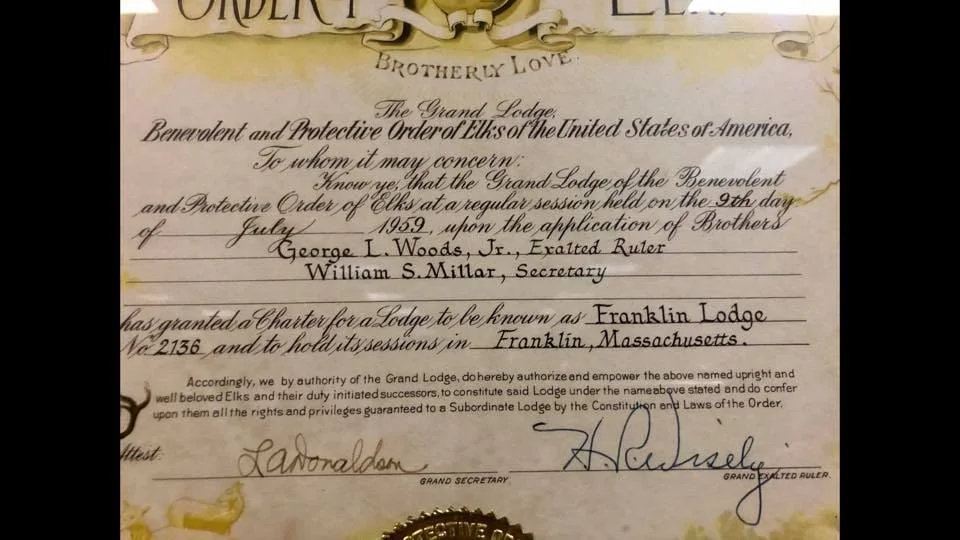 ORDER
BROTHERLY LOVE.
The Grand Lodge,
Benevolent and Protective Order of Elks of the United States of America,
To whom it may concern:
Know ye, that the Grand Lodge of the Benevolent
and Protective Order of Elks at a regular session held on the 9th day
of July 1959, upon the application of Brothers
George L. Woods, Jr., Exalted Ruler
William S. Millar, Secretary
has granted a Charter for a Lodge to be known as Franklin Lodge
No 2136 and to hold its sessions in Franklin, Massachusetts.
Accordingly, we by authority of the Grand Lodge, do hereby authorize and empower the above named upright and
well beloved Elks and their duty initiated successors, to constitute said Lodge under the name above stated and do confer
upon them all the rights and privileges guaranteed to a Subordinate Lodge by the Constitution and Laws of the Order.
Attest: L A Donaldson H. R. Wisely
GRAND SECRETARY. GRAND EXALTED RULER.
PROTECTIVE OR